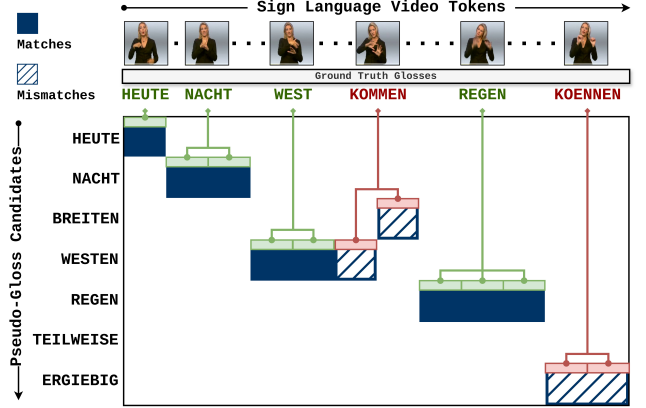 Sign Language Video Tokens
Matches
Mismatches
Ground Truth Glosses
HEUTE NACHT WEST KOMMEN REGEN KOENNEN
Pseudo-Gloss Candidates
HEUTE
NACHT
BREITEN
WESTEN
REGEN
TEILWEISE
ERGIEBIG